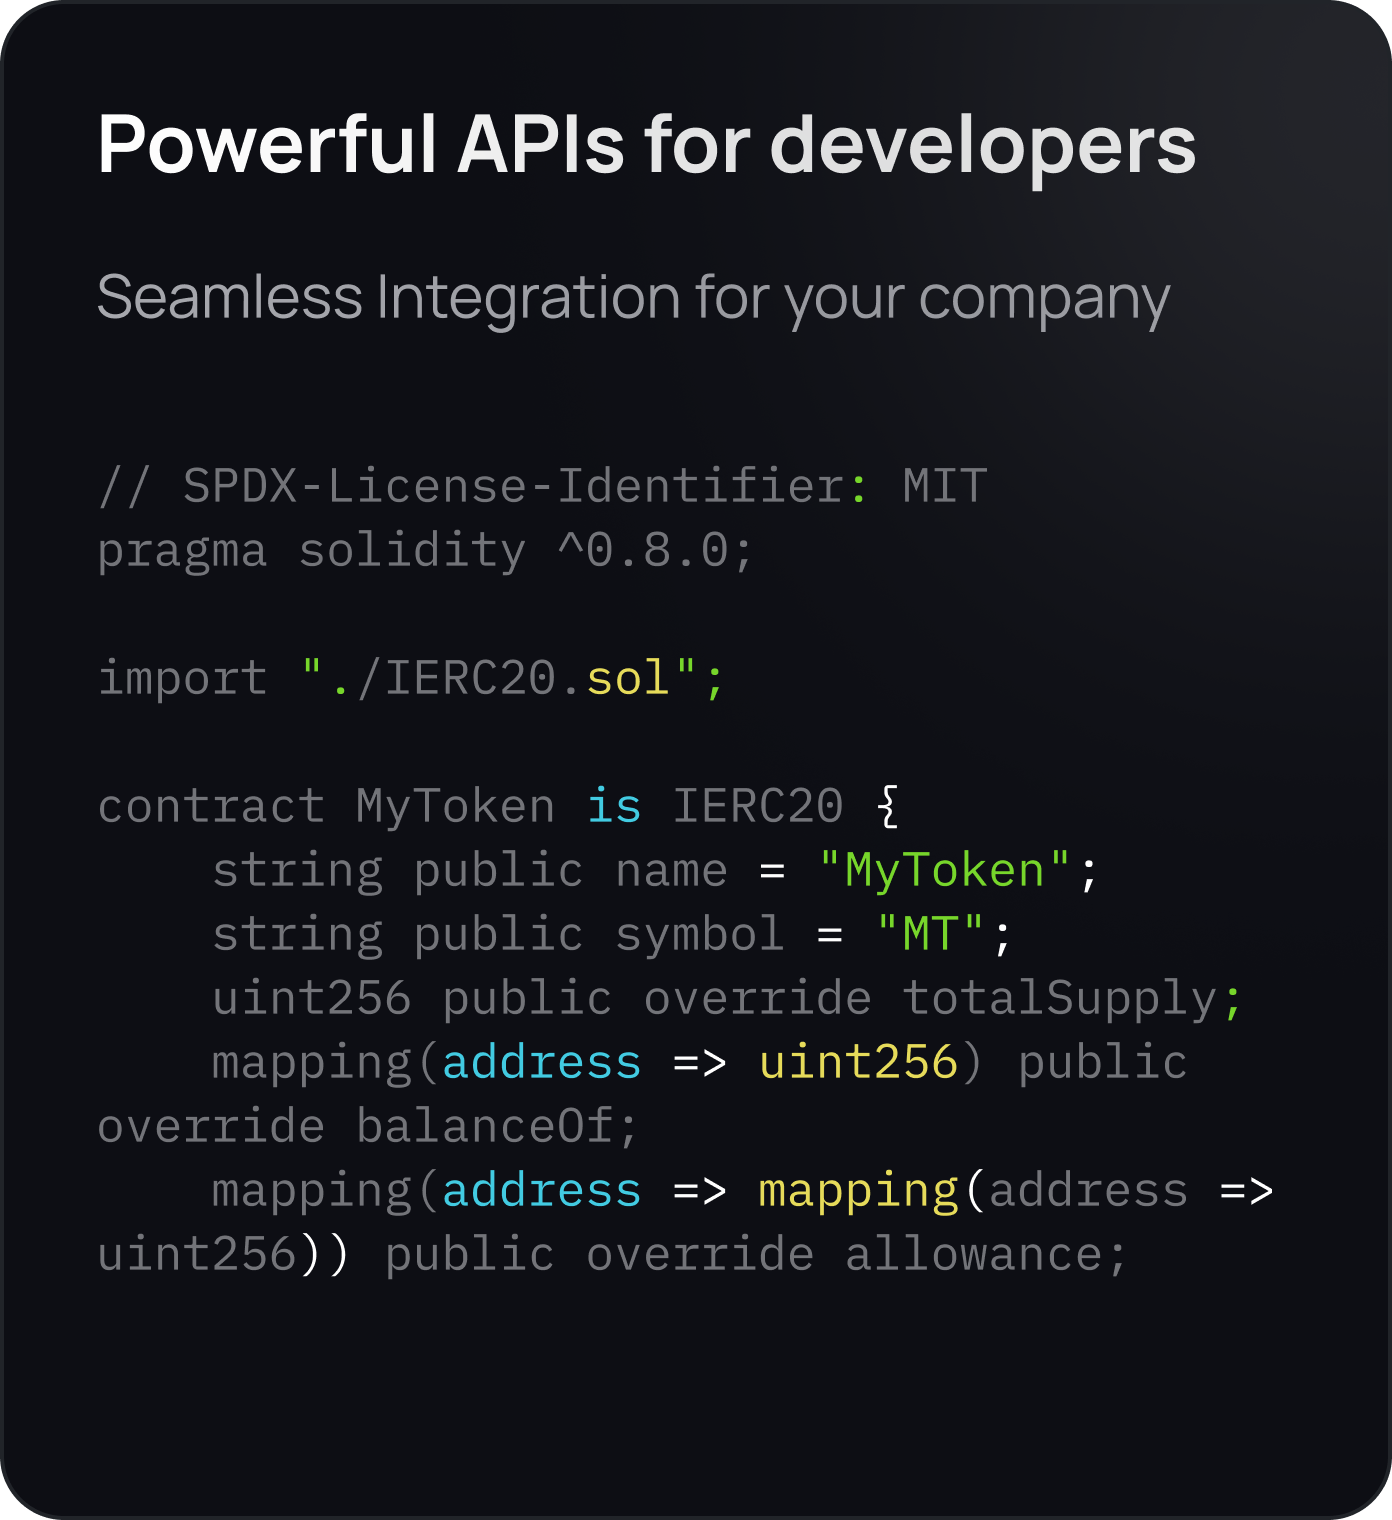 Powerful APIs for developers
Seamless Integration for your company
// SPDX-License-Identifier: MIT
pragma solidity ^0.8.0;
import "./IERC20.sol";
contract MyToken is IERC20 {
    string public name = "MyToken";
    string public symbol = "MT";
    uint256 public override totalSupply;
    mapping(address => uint256) public
override balanceOf;
    mapping(address => mapping(address =>
uint256)) public override allowance;